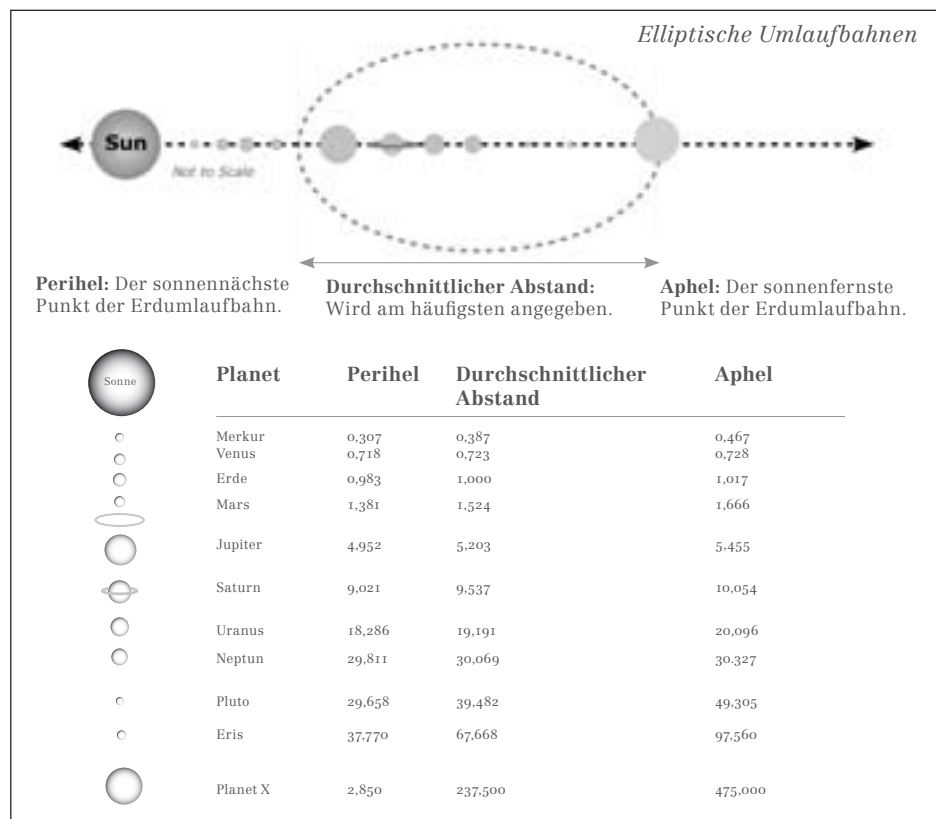 Elliptische Umlaufbahnen
Sun
Not to Scale
Perihel: Der sonnennächste
Punkt der Erdumlaufbahn.
Durchschnittlicher Abstand:
Wird am häufigsten angegeben.
Aphel: Der sonnenfernste
Punkt der Erdumlaufbahn.
Sonne
Planet Perihel Durchschnittlicher Abstand Aphel
Merkur 0,307 0,387 0,467
Venus 0,718 0,723 0,728
Erde 0,983 1,000 1,017
Mars 1,381 1,524 1,666
Jupiter 4,952 5,203 5,455
Saturn 9,021 9,537 10,054
Uranus 18,286 19,191 20,096
Neptun 29,811 30,069 30.327
Pluto 29,658 39,482 49,305
Eris 37,770 67,668 97,560
Planet X 2,850 237,500 475,000